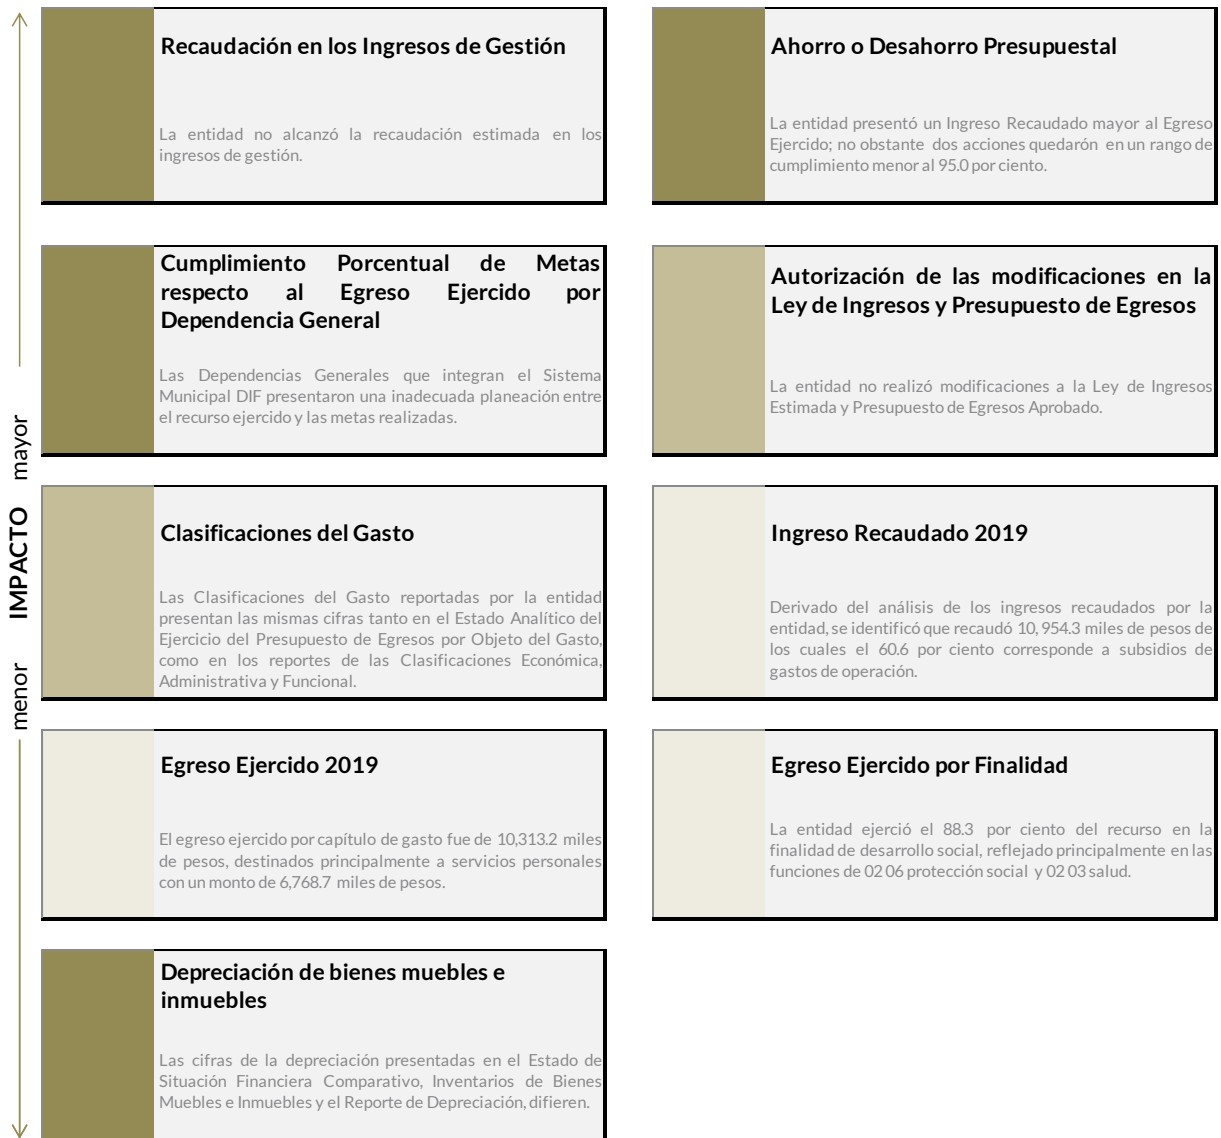 Recaudación en los Ingresos de Gestión
La entidad no alcanzó la recaudación estimada en los
ingresos de gestión.
Ahorro o Desahorro Presupuestal
La entidad presentó un Ingreso Recaudado mayor al Egreso
Ejercido; no obstante dos acciones quedarón en un rango de
cumplimiento menor al 95.0 por ciento.
Cumplimiento Porcentual de Metas
respecto al Egreso Ejercido por
Dependencia General
Las Dependencias Generales que integran el Sistema
Municipal DIF presentaron una inadecuada planeación entre
el recurso ejercido y las metas realizadas.
Autorización de las modificaciones en la
Ley de Ingresos y Presupuesto de Egresos
La entidad no realizó modificaciones a la Ley de Ingresos
Estimada y Presupuesto de Egresos Aprobado.
menor IMPACTO mayor
Clasificaciones del Gasto
Las Clasificaciones del Gasto reportadas por la entidad
presentan las mismas cifras tanto en el Estado Analítico del
Ejercicio del Presupuesto de Egresos por Objeto del Gasto,
como en los reportes de las Clasificaciones Económica,
Administrativa y Funcional.
Ingreso Recaudado 2019
Derivado del análisis de los ingresos recaudados por la
entidad, se identificó que recaudó 10, 954.3 miles de pesos de
los cuales el 60.6 por ciento corresponde a subsidios de
gastos de operación.
Egreso Ejercido 2019
El egreso ejercido por capítulo de gasto fue de 10,313.2 miles
de pesos, destinados principalmente a servicios personales
con un monto de 6,768.7 miles de pesos.
Egreso Ejercido por Finalidad
La entidad ejerció el 88.3 por ciento del recurso en la
finalidad de desarrollo social, reflejado principalmente en las
funciones de 02 06 protección social y 02 03 salud.
Depreciación de bienes muebles e
inmuebles
Las cifras de la depreciación presentadas en el Estado de
Situación Financiera Comparativo, Inventarios de Bienes
Muebles e Inmuebles y el Reporte de Depreciación, difieren.